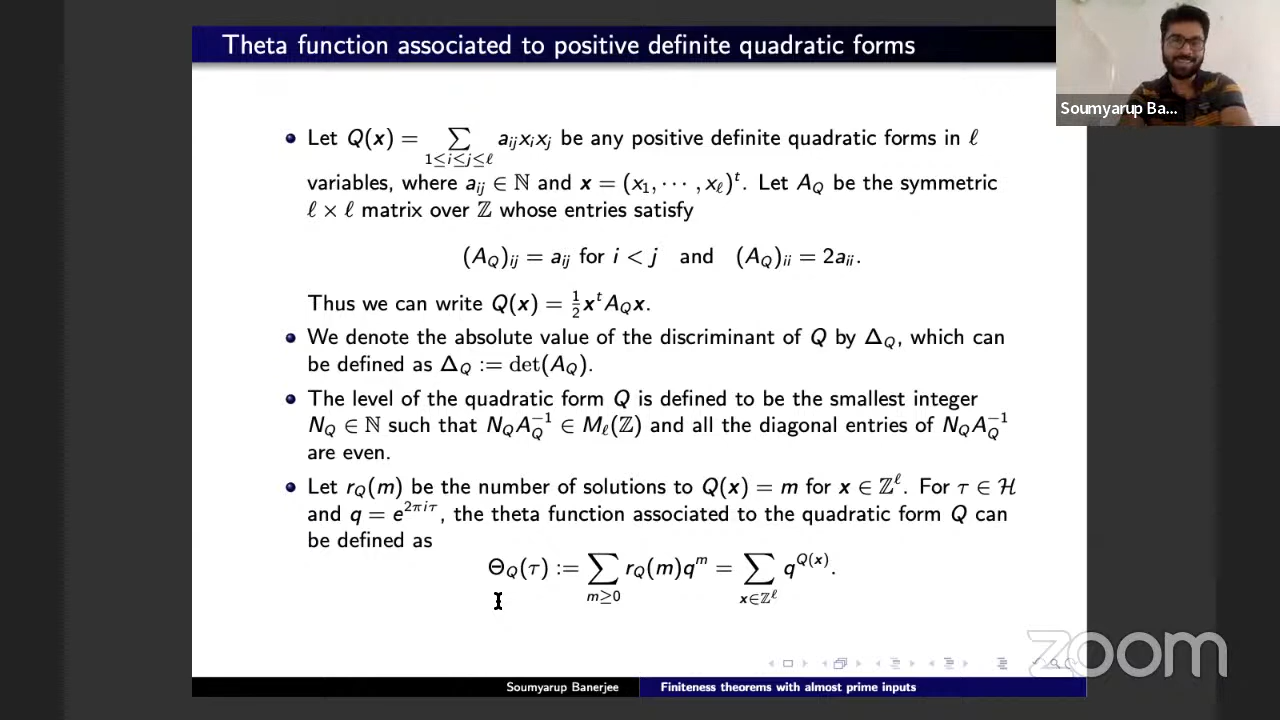 Theta function associated to positive definite quadratic forms
Soumyarup Ba...
Let Q(x) = ∑_{1≤i≤j≤ℓ} a_{ij}x_ix_j be any positive definite quadratic forms in ℓ
variables, where a_{ij} ∈ ℕ and x = (x_1, ⋯ , x_ℓ)^t. Let A_Q be the symmetric
ℓ × ℓ matrix over ℤ whose entries satisfy
(A_Q)_{ij} = a_{ij} for i < j and (A_Q)_{ii} = 2a_{ii}.
Thus we can write Q(x) = ½x^tA_Qx.
We denote the absolute value of the discriminant of Q by Δ_Q, which can
be defined as Δ_Q := det(A_Q).
The level of the quadratic form Q is defined to be the smallest integer
N_Q ∈ ℕ such that N_QA_Q^{-1} ∈ M_ℓ(ℤ) and all the diagonal entries of N_QA_Q^{-1}
are even.
Let r_Q(m) be the number of solutions to Q(x) = m for x ∈ ℤ^ℓ. For τ ∈ ℋ
and q = e^{2πiτ}, the theta function associated to the quadratic form Q can
be defined as
Θ_Q(τ) := ∑_{m≥0} r_Q(m)q^m = ∑_{x∈ℤ^ℓ} q^{Q(x)}.
zoom
Soumyarup Banerjee Finiteness theorems with almost prime inputs